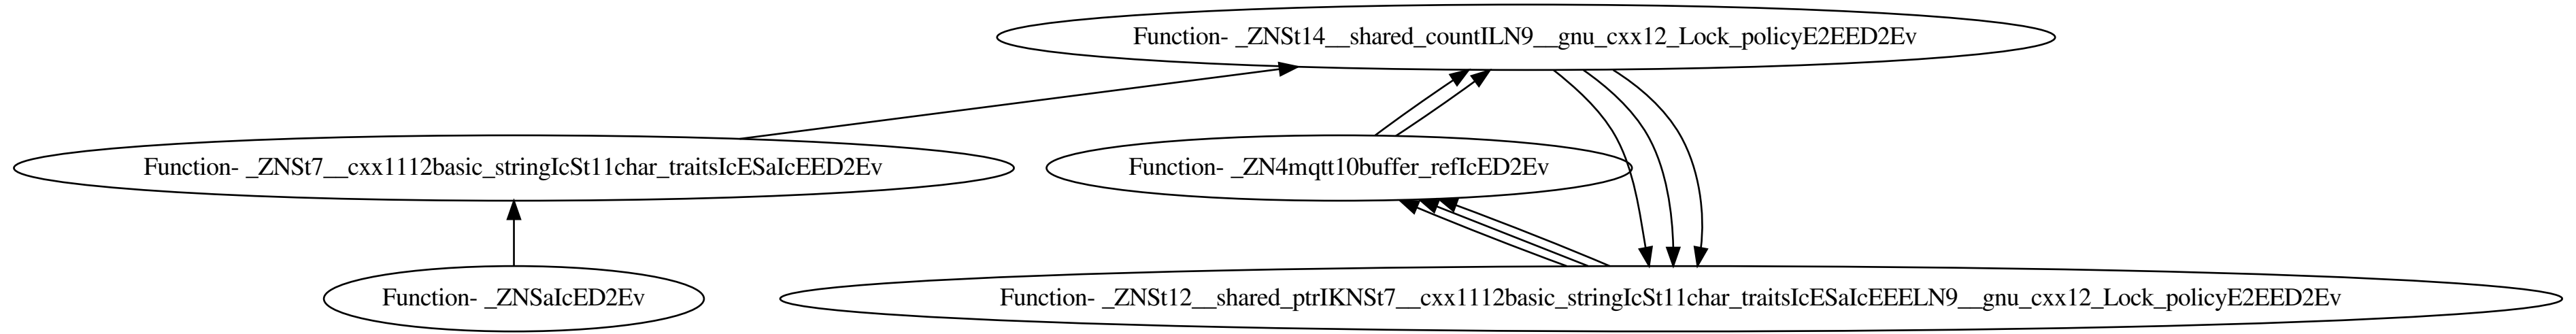 Function- _ZNSt14__shared_countILN9__gnu_cxx12_Lock_policyE2EED2Ev
Function- _ZNSt7__cxx1112basic_stringIcSt11char_traitsIcESaIcEED2Ev
Function- _ZN4mqtt10buffer_refIcED2Ev
Function- _ZNSaIcED2Ev
Function- _ZNSt12__shared_ptrIKNSt7__cxx1112basic_stringIcSt11char_traitsIcESaIcEEELN9__gnu_cxx12_Lock_policyE2EED2Ev